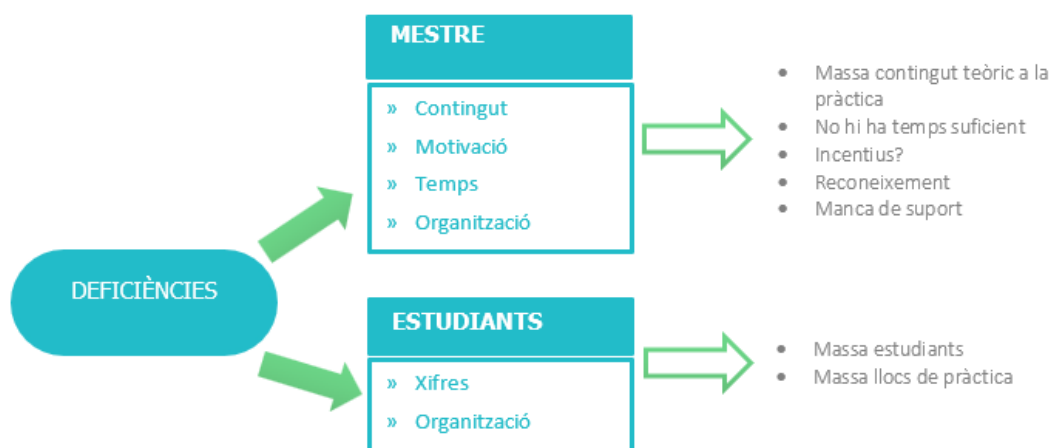 DEFICIÈNCIES
MESTRE
» Contingut
» Motivació
» Temps
» Organització
• Massa contingut teòric a la
pràctica
• No hi ha temps suficient
• Incentius?
• Reconeixement
• Manca de suport
ESTUDIANTS
» Xifres
» Organització
• Massa estudiants
• Massa llocs de pràctica